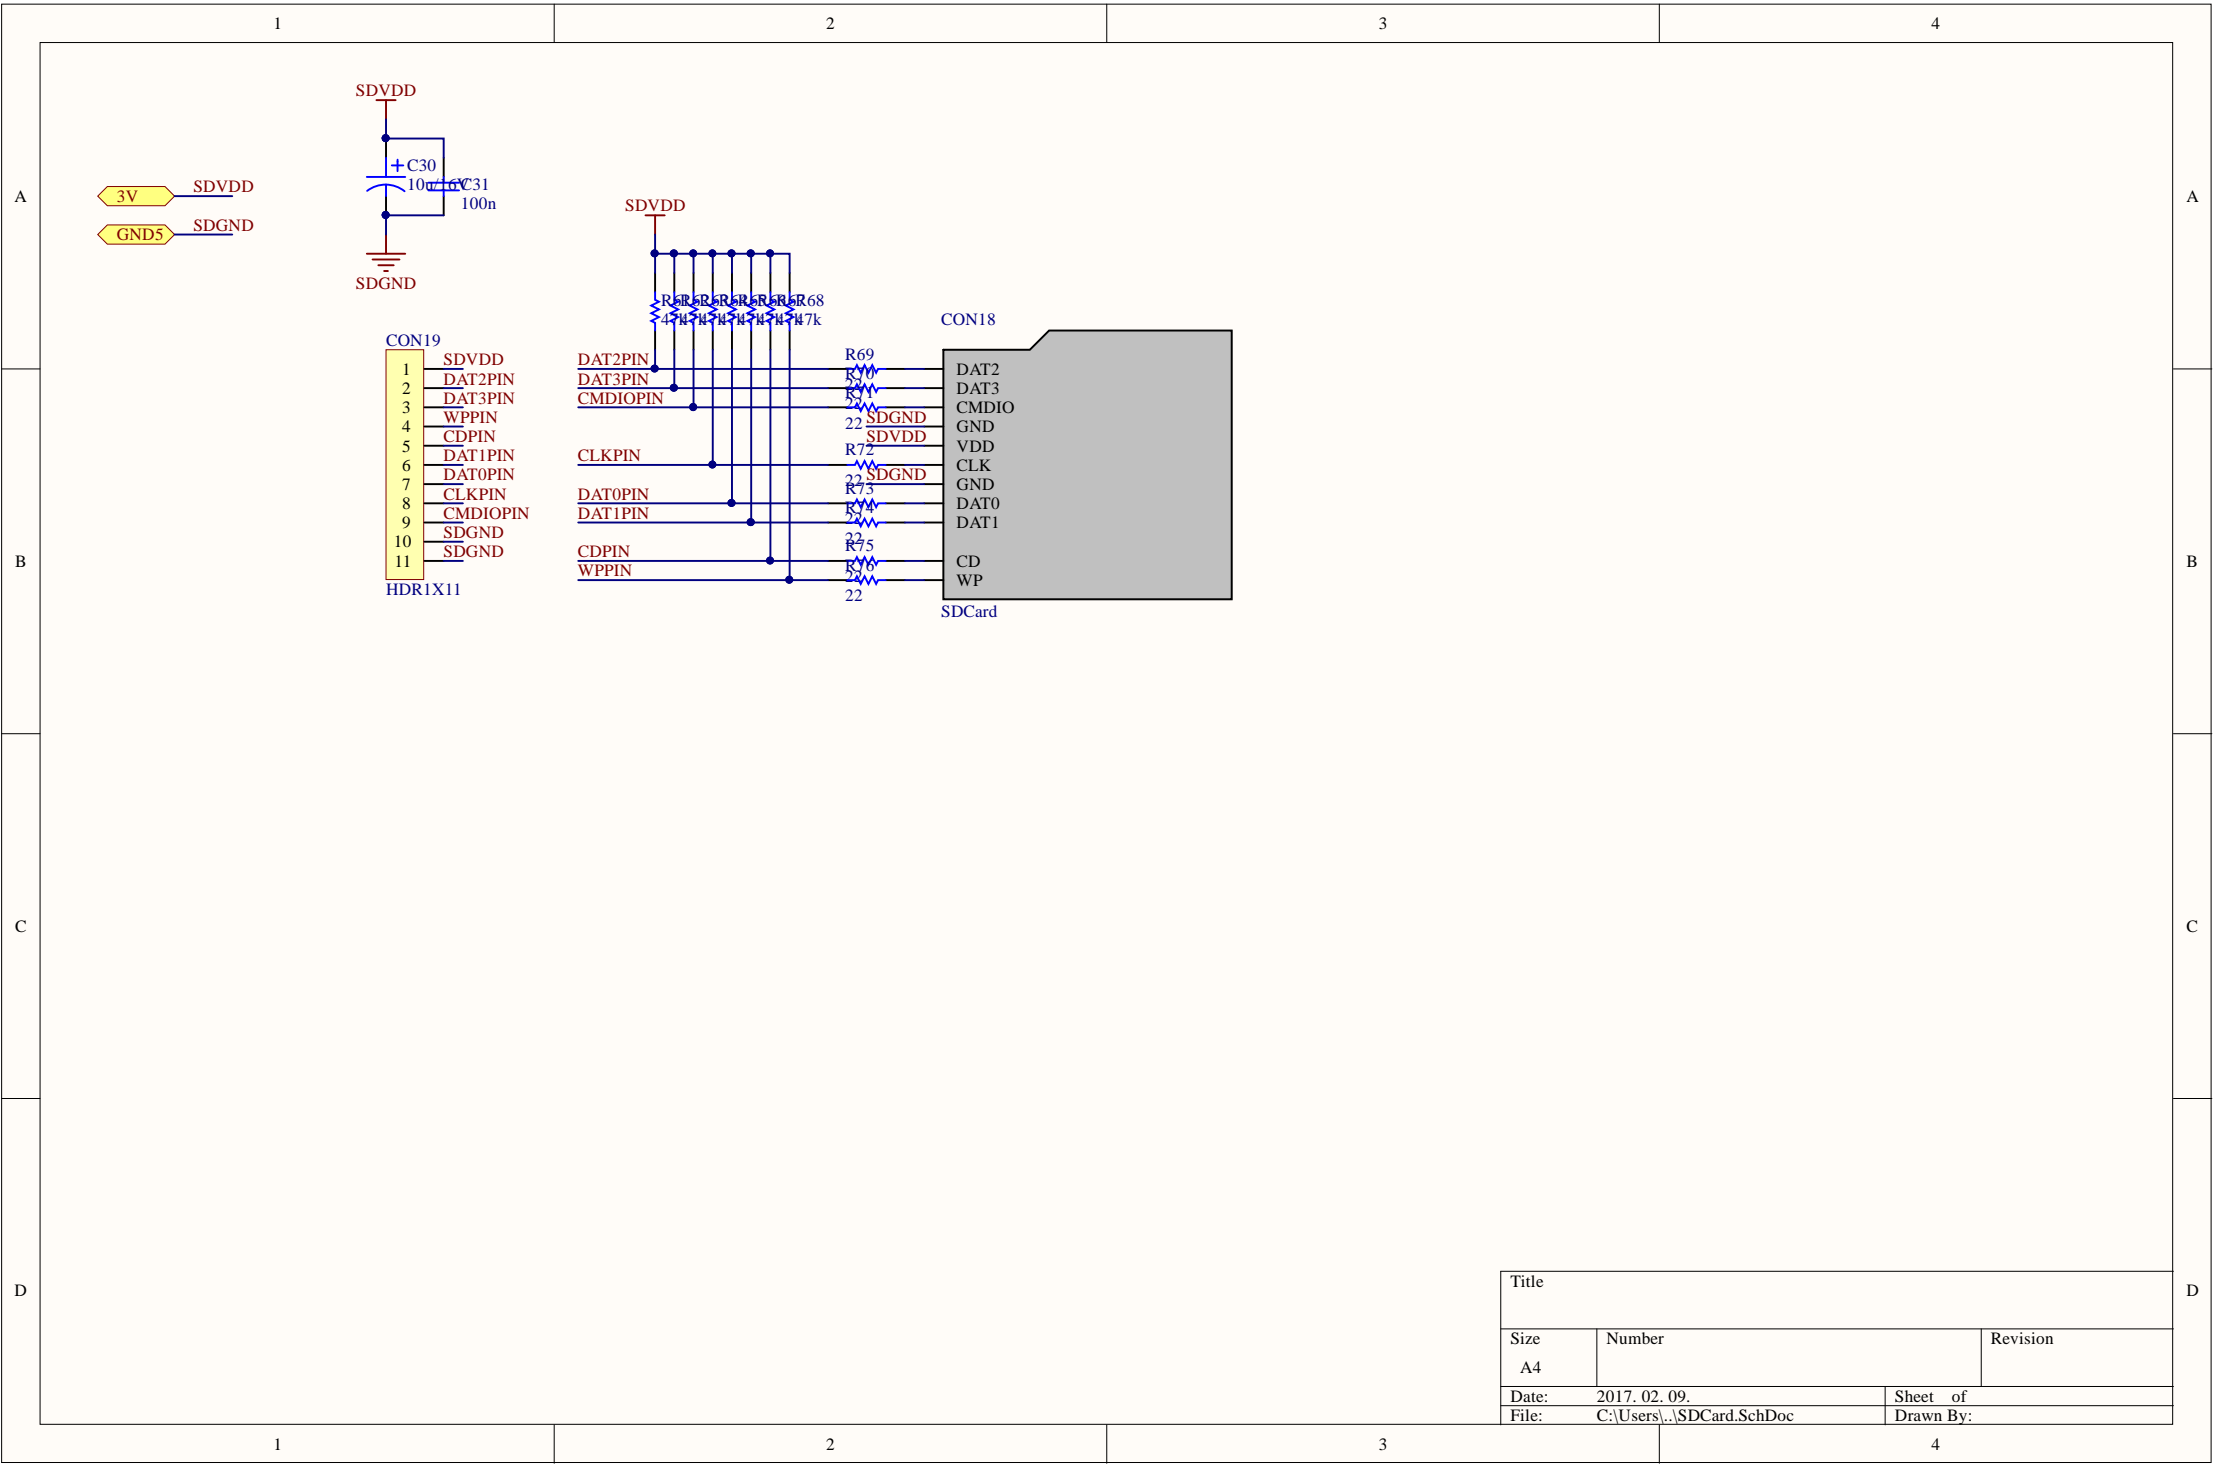 1 2 3 4
A A
B B
C C
D D
SDVDD
C30
C31
100n
SDGND
3V SDVDD
GND5 SDGND
SDVDD
R68
47k
CON19
1 SDVDD
2 DAT2PIN
3 DAT3PIN
4 WPPIN
5 CDPIN
6 DAT1PIN
7 DAT0PIN
8 CLKPIN
9 CMDIOPIN
10 SDGND
11 SDGND
HDR1X11
DAT2PIN
DAT3PIN
CMDIOPIN
CLKPIN
DAT0PIN
DAT1PIN
CDPIN
WPPIN
R69
22
SDGND
SDVDD
R72
SDGND
R73
R75
22
CON18
DAT2
DAT3
CMDIO
GND
VDD
CLK
GND
DAT0
DAT1
CD
WP
SDCard
Title
Size Number Revision
A4
Date: 2017. 02. 09. Sheet of
File: C:\Users\..\SDCard.SchDoc Drawn By:
1 2 3 4